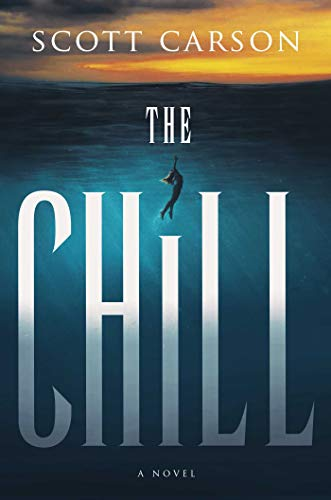 SCOTT CARSON
THE
CHiLL
A NOVEL